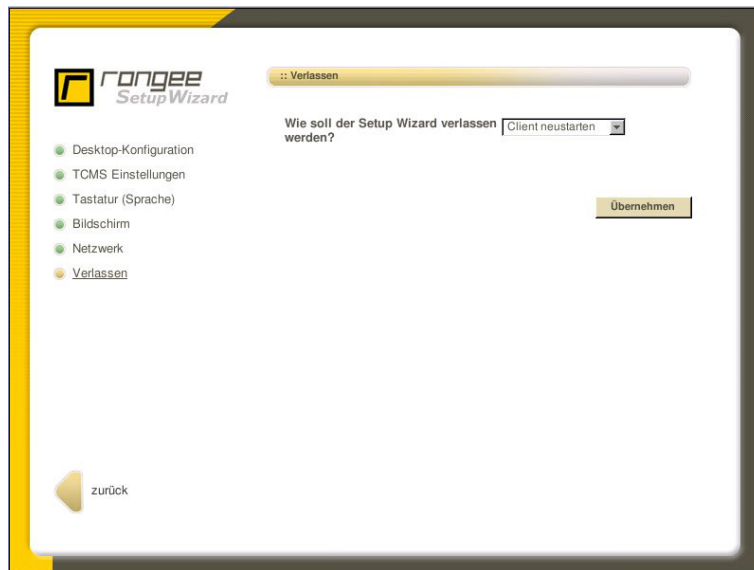 rangee
SetupWizard
Desktop-Konfiguration
TCMS Einstellungen
Tastatur (Sprache)
Bildschirm
Netzwerk
Verlassen
zurück
:: Verlassen
Wie soll der Setup Wizard verlassen
werden?
Client neustarten
Übernehmen